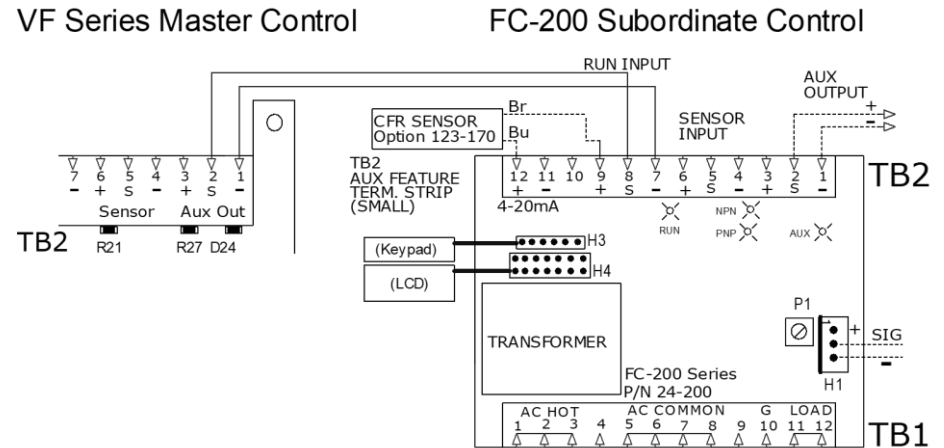 VF Series Master Control
FC-200 Subordinate Control
RUN INPUT
AUX
OUTPUT
+
-
CFR SENSOR
Option 123-170
Br
Bu
SENSOR
INPUT
7 6 5 4 3 2 1
- + S - + S -
Sensor Aux Out
TB2
R21 R27 D24
TB2
AUX FEATURE
TERM. STRIP
(SMALL)
12 11 10 9 8 7 6 5 4 3 2 1
+ - + S - + S - + S -
TB2
4-20mA
RUN
NPN
PNP
AUX
(Keypad)
H3
(LCD)
H4
TRANSFORMER
P1
+
SIG
-
H1
FC-200 Series
P/N 24-200
AC HOT AC COMMON G LOAD
1 2 3 4 5 6 7 8 9 10 11 12
TB1